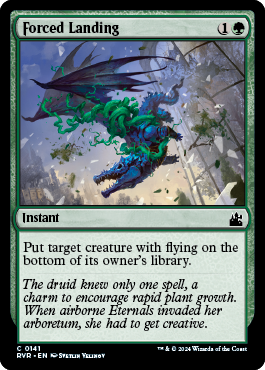 Forced Landing 1
Instant
Put target creature with flying on the
bottom of its owner's library.
The druid knew only one spell, a
charm to encourage rapid plant growth.
When airborne Eternals invaded her
arboretum, she had to get creative.
C 0141
RVR • EN Svetlin Velinov
™ & © 2024 Wizards of the Coast